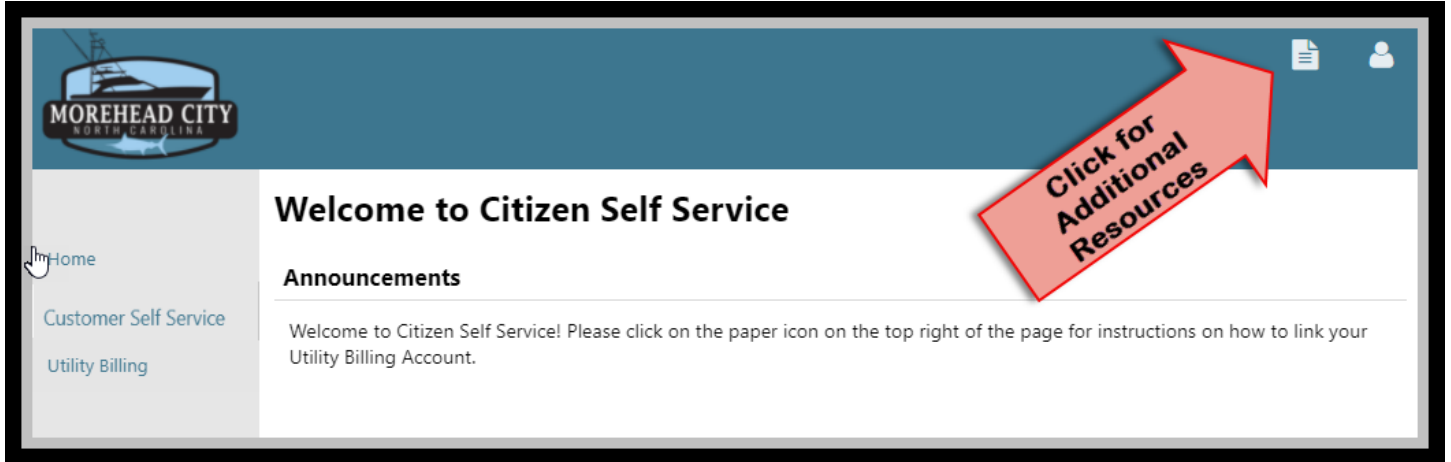 MOREHEAD CITY
NORTH CAROLINA
Click for
Additional
Resources
Welcome to Citizen Self Service
Home
Announcements
Customer Self Service
Welcome to Citizen Self Service! Please click on the paper icon on the top right of the page for instructions on how to link your
Utility Billing Account.
Utility Billing